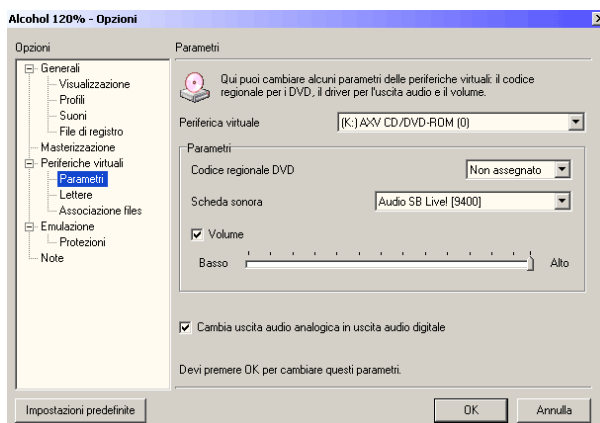 Alcohol 120% - Opzioni
Opzioni
Generali
Visualizzazione
Profili
Suoni
File di registro
Masterizzazione
Periferiche virtuali
Parametri
Lettere
Associazione files
Emulazione
Protezioni
Note
Parametri
Qui puoi cambiare alcuni parametri delle periferiche virtuali: il codice
regionale per i DVD, il driver per l'uscita audio e il volume.
Periferica virtuale
(K:) AXV CD/DVD-ROM (0)
Parametri
Codice regionale DVD
Non assegnato
Scheda sonora
Audio SB Live! [9400]
Volume
Basso
Alto
Cambia uscita audio analogica in uscita audio digitale
Devi premere OK per cambiare questi parametri.
Impostazioni predefinite
OK
Annulla